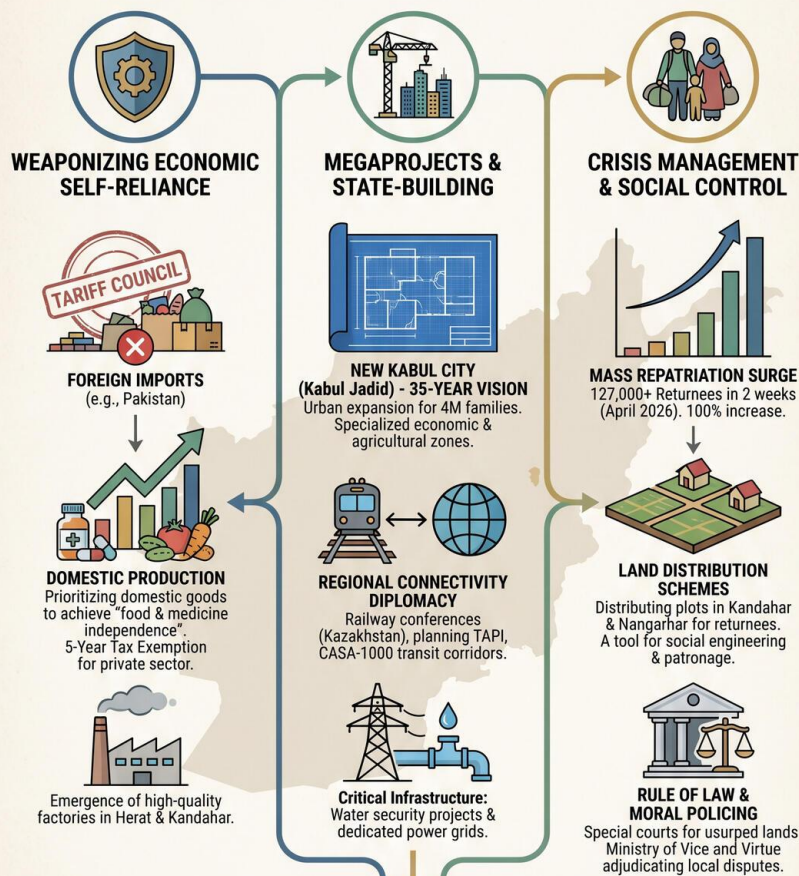 WEAPONIZING ECONOMIC
SELF-RELIANCE
TARIFF COUNCIL
FOREIGN IMPORTS
(e.g., Pakistan)
DOMESTIC PRODUCTION
Prioritizing domestic goods
to achieve “food & medicine
independence”.
5-Year Tax Exemption
for private sector.
Emergence of high-quality
factories in Herat & Kandahar.
MEGAPROJECTS &
STATE-BUILDING
NEW KABUL CITY
(Kabul Jadid) - 35-YEAR VISION
Urban expansion for 4M families.
Specialized economic &
agricultural zones.
REGIONAL CONNECTIVITY
DIPLOMACY
Railway conferences
(Kazakhstan), planning TAPI,
CASA-1000 transit corridors.
Critical Infrastructure:
Water security projects &
dedicated power grids.
CRISIS MANAGEMENT
& SOCIAL CONTROL
MASS REPATRIATION SURGE
127,000+ Returnees in 2 weeks
(April 2026). 100% increase.
LAND DISTRIBUTION
SCHEMES
Distributing plots in Kandahar
& Nangarhar for returnees.
A tool for social engineering
& patronage.
RULE OF LAW &
MORAL POLICING
Special courts for usurped lands
Ministry of Vice and Virtue
adjudicating local disputes.